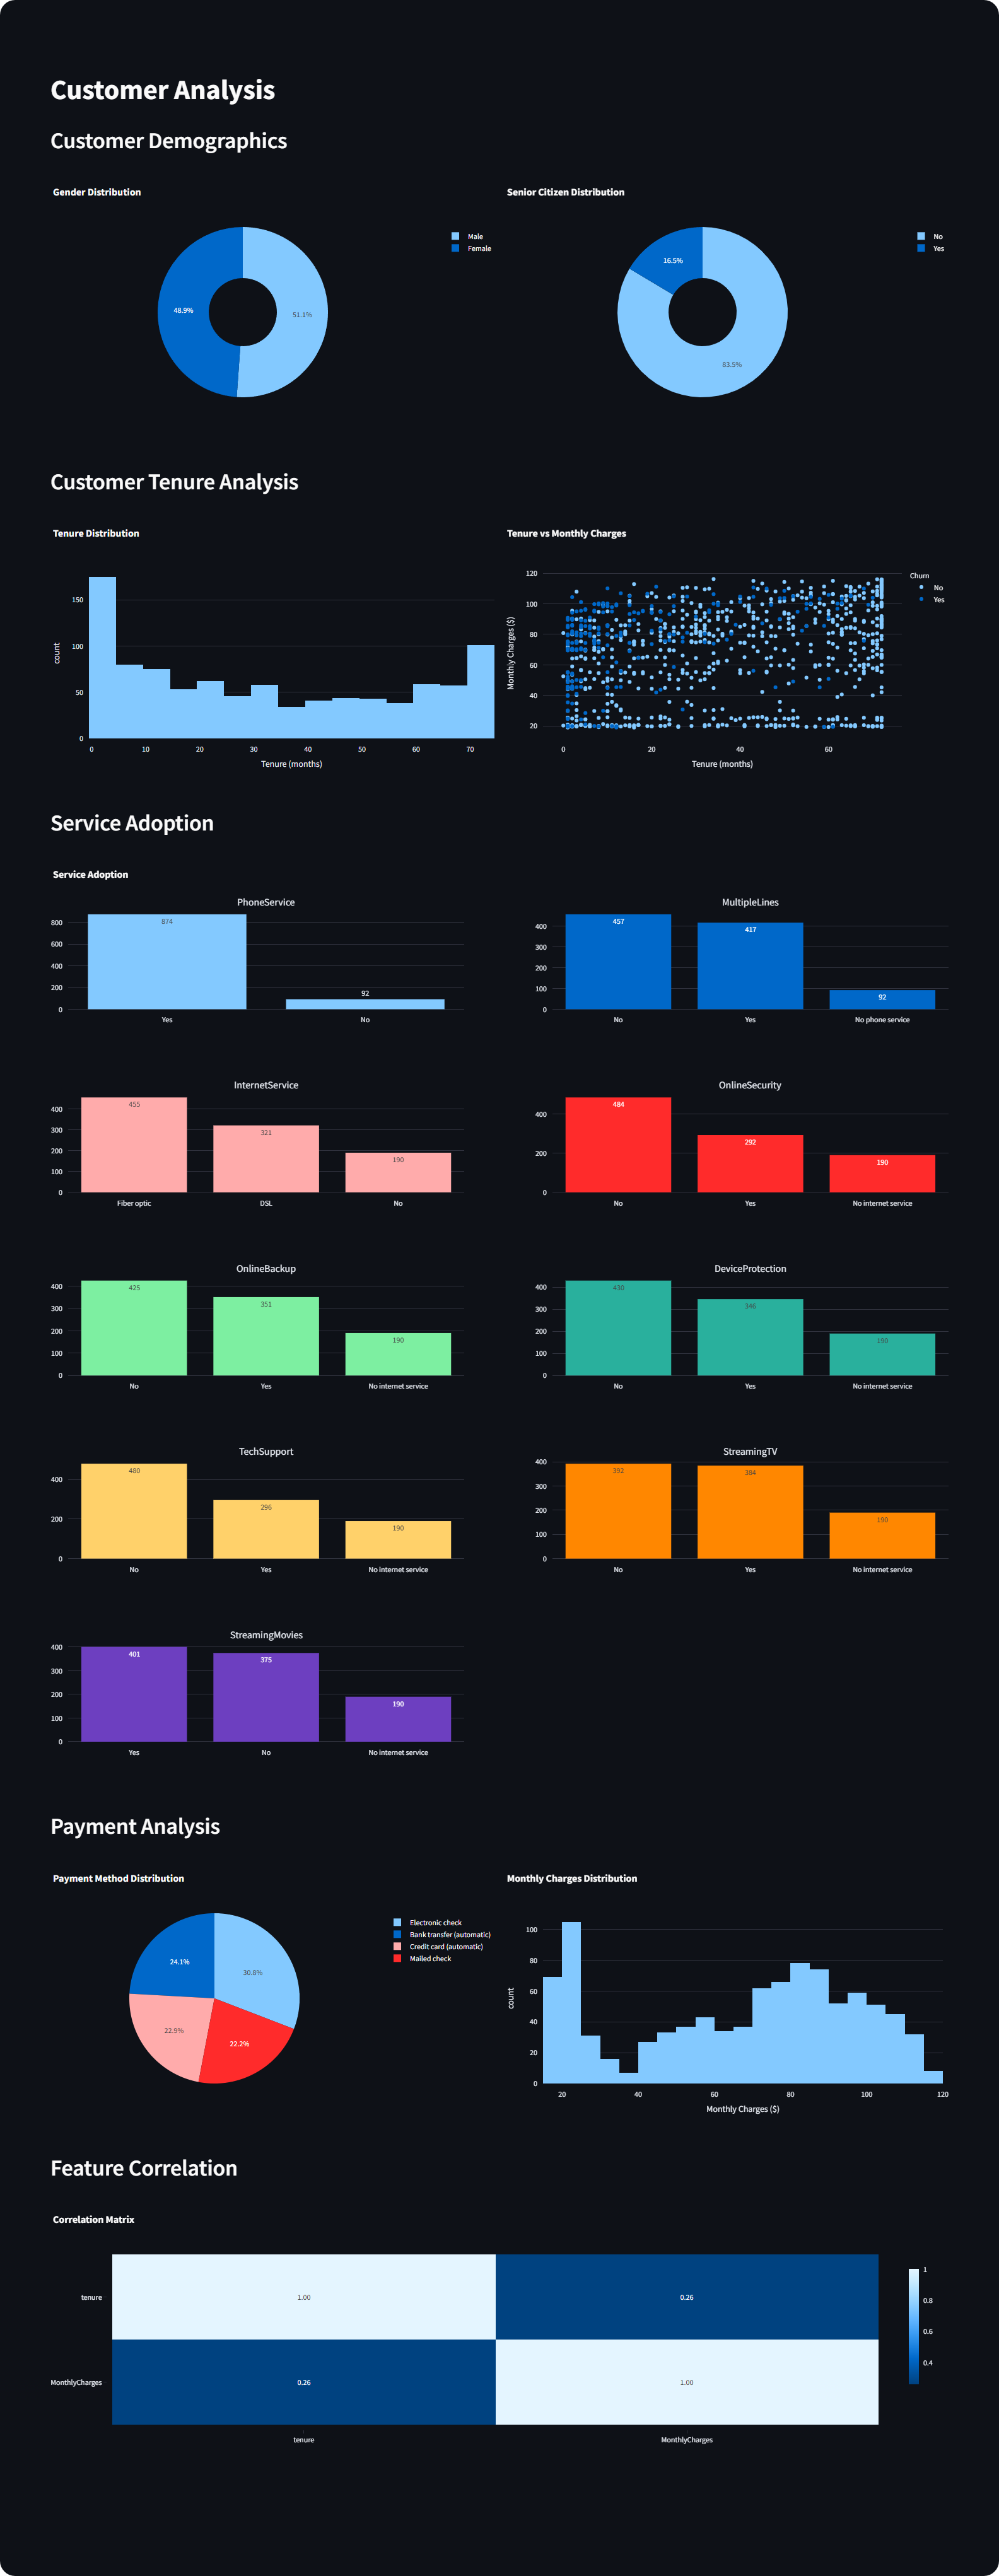 Customer Analysis
Customer Demographics
Gender Distribution
Male
Female
48.9%
51.1%
Senior Citizen Distribution
No
Yes
16.5%
83.5%
Customer Tenure Analysis
Tenure Distribution
150
100
50
0
count
0 10 20 30 40 50 60 70
Tenure (months)
Tenure vs Monthly Charges
120
100
80
60
40
20
Monthly Charges ($)
0 20 40 60
Tenure (months)
Churn
No
Yes
Service Adoption
Service Adoption
PhoneService
800
600
400
200
0
874
92
Yes No
MultipleLines
400
300
200
100
0
457
417
92
No Yes No phone service
InternetService
400
300
200
100
0
455
321
190
Fiber optic DSL No
OnlineSecurity
400
200
0
484
292
190
No Yes No internet service
OnlineBackup
400
300
200
100
0
425
351
190
No Yes No internet service
DeviceProtection
400
300
200
100
0
430
346
190
No Yes No internet service
TechSupport
400
200
0
480
296
190
No Yes No internet service
StreamingTV
400
300
200
100
0
392
384
190
No Yes No internet service
StreamingMovies
400
300
200
100
0
401
375
190
Yes No No internet service
Payment Analysis
Payment Method Distribution
Electronic check
Bank transfer (automatic)
Credit card (automatic)
Mailed check
24.1%
30.8%
22.9%
22.2%
Monthly Charges Distribution
100
80
60
40
20
0
count
20 40 60 80 100 120
Monthly Charges ($)
Feature Correlation
Correlation Matrix
tenure
1.00 0.26
MonthlyCharges
0.26 1.00
tenure MonthlyCharges
1
0.8
0.6
0.4